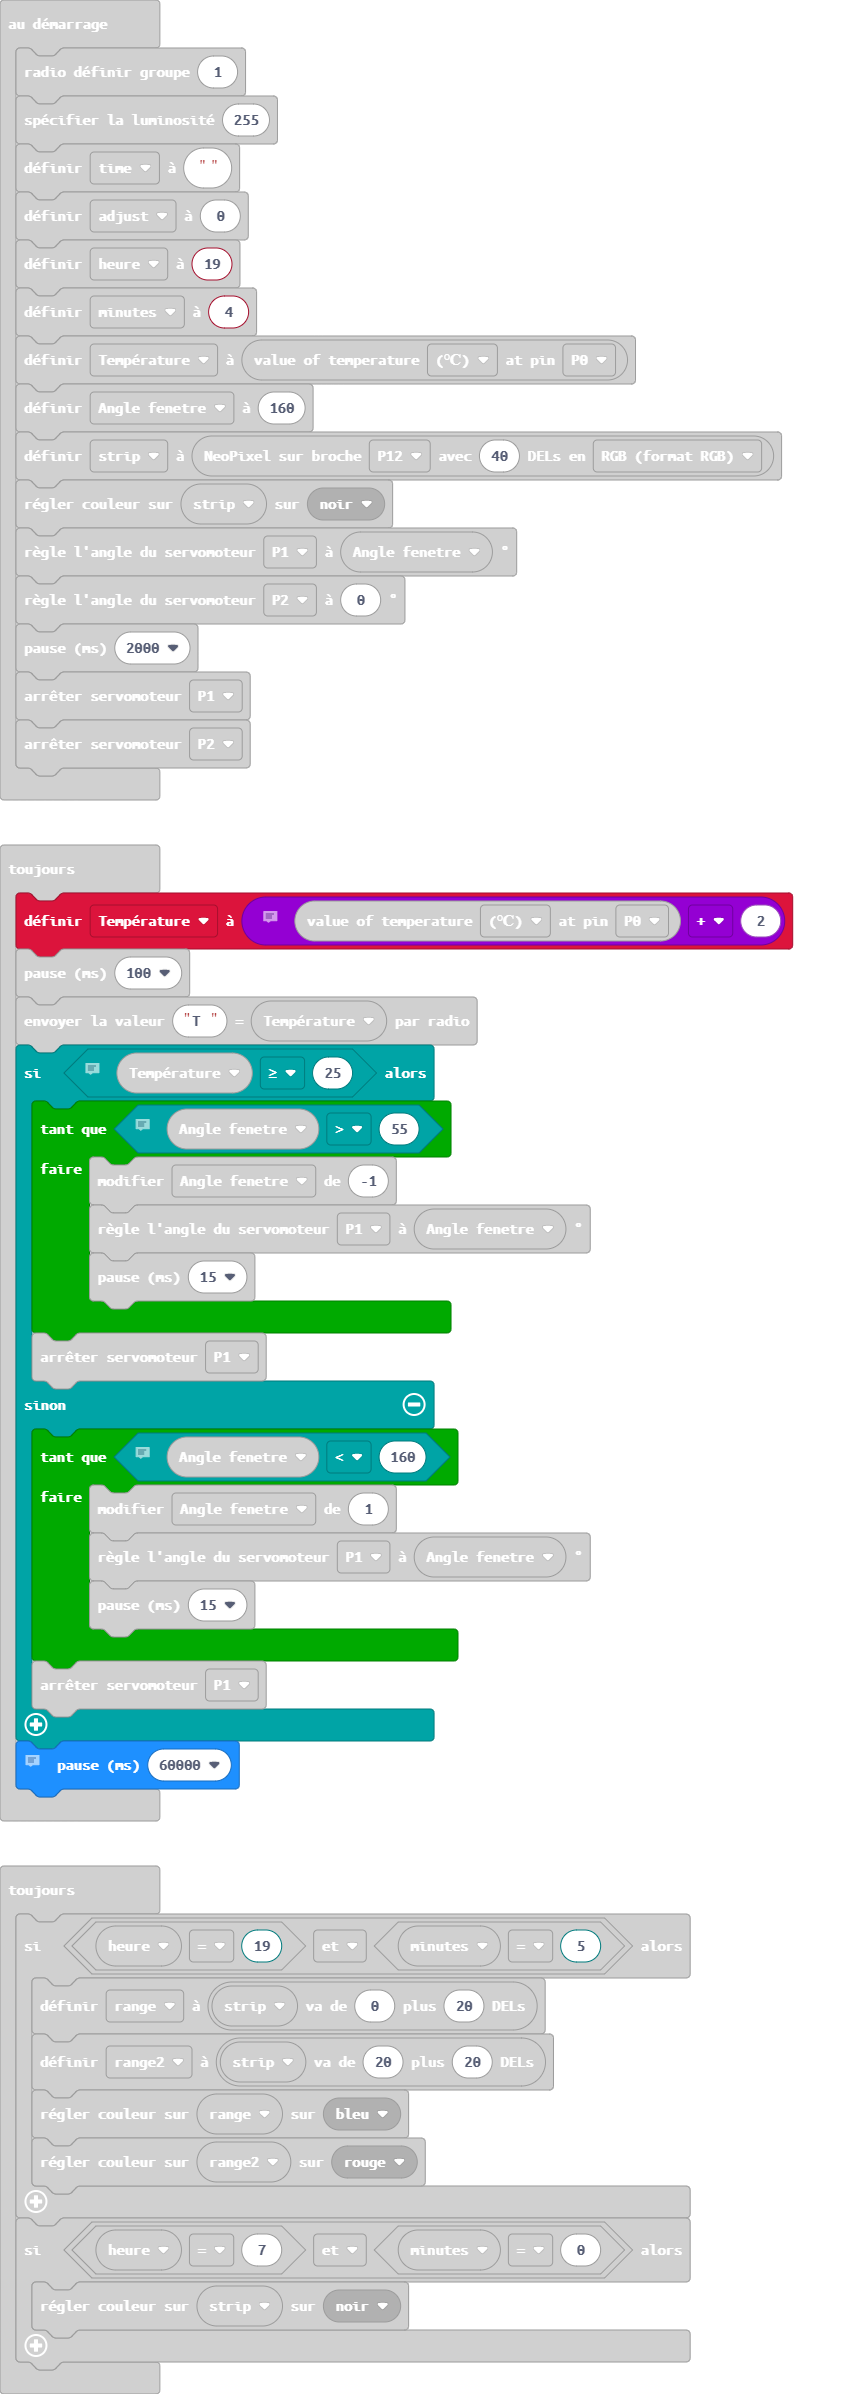 au démarrage
radio définir groupe 1
spécifier la luminosité 255
définir time à " "
définir adjust à 0
définir heure à 19
définir minutes à 4
définir Température à value of temperature (℃) at pin P0
définir Angle fenetre à 160
définir strip à NeoPixel sur broche P12 avec 40 DELs en RGB (format RGB)
régler couleur sur strip sur noir
règle l'angle du servomoteur P1 à Angle fenetre °
règle l'angle du servomoteur P2 à 0 °
pause (ms) 2000
arrêter servomoteur P1
arrêter servomoteur P2
toujours
définir Température à value of temperature (℃) at pin P0 + 2
pause (ms) 100
envoyer la valeur "T " = Température par radio
si Température ≥ 25 alors
tant que Angle fenetre > 55
faire
modifier Angle fenetre de -1
règle l'angle du servomoteur P1 à Angle fenetre °
pause (ms) 15
arrêter servomoteur P1
sinon
tant que Angle fenetre < 160
faire
modifier Angle fenetre de 1
règle l'angle du servomoteur P1 à Angle fenetre °
pause (ms) 15
arrêter servomoteur P1
pause (ms) 60000
toujours
si heure = 19 et minutes = 5 alors
définir range à strip va de 0 plus 20 DELs
définir range2 à strip va de 20 plus 20 DELs
régler couleur sur range sur bleu
régler couleur sur range2 sur rouge
si heure = 7 et minutes = 0 alors
régler couleur sur strip sur noir